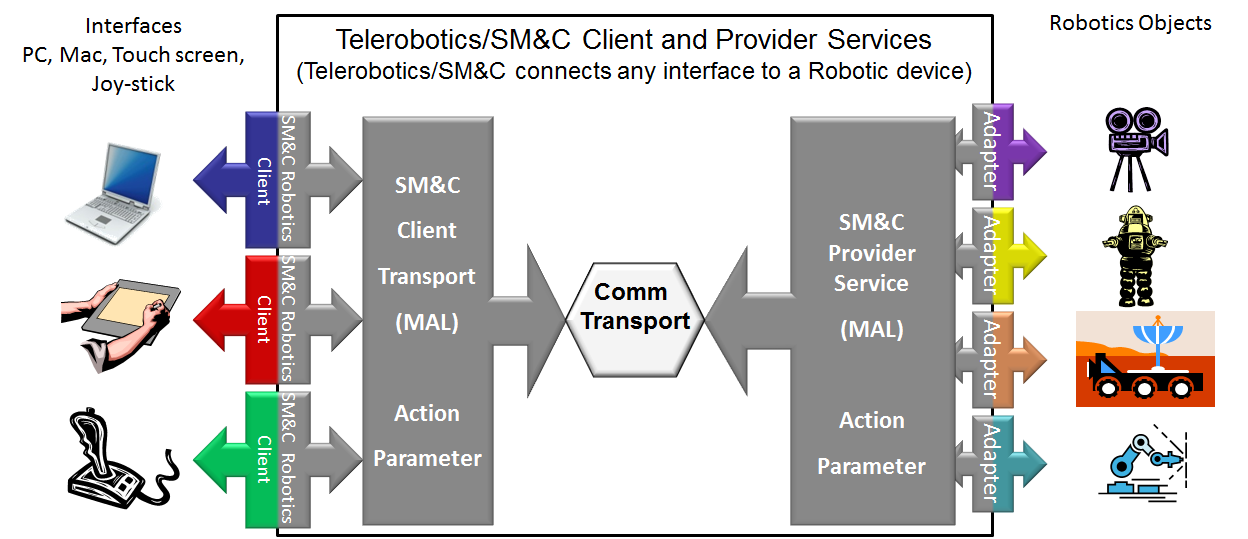 Interfaces
PC, Mac, Touch screen,
Joy-stick
Telerobotics/SM&C Client and Provider Services
(Telerobotics/SM&C connects any interface to a Robotic device)
Robotics Objects
SM&C Robotics
Client
SM&C Robotics
Client
SM&C Robotics
Client
SM&C
Client
Transport
(MAL)
Action
Parameter
Comm
Transport
SM&C
Provider
Service
(MAL)
Action
Parameter
Adapter
Adapter
Adapter
Adapter